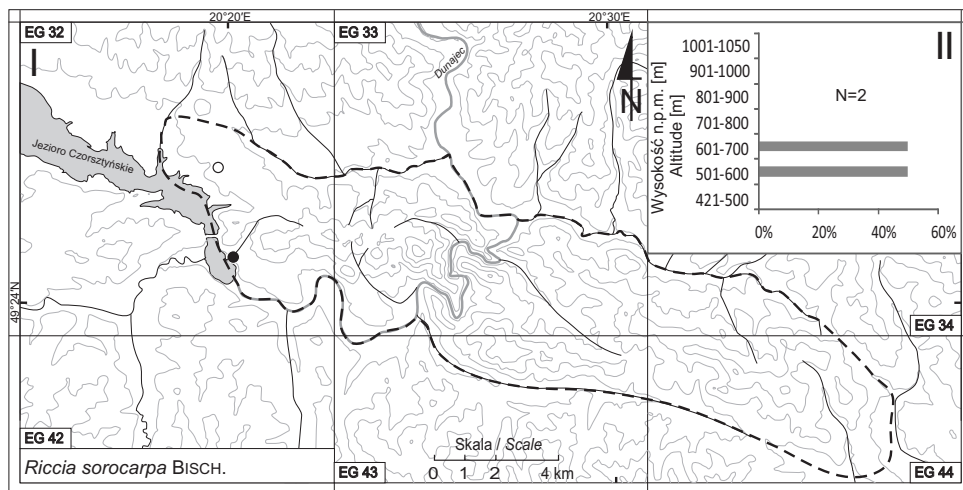 20°20'E
20°30'E
EG 32
EG 33
I
II
Dunajec
N
Jezioro Czorsztyńskie
Wysokość n.p.m. [m]
Altitude [m]
1001-1050
901-1000
801-900
701-800
601-700
501-600
421-500
N=2
0% 20% 40% 60%
49°24'N
EG 34
EG 42
Riccia sorocarpa BISCH.
Skala / Scale
0 1 2 4 km
EG 43
EG 44